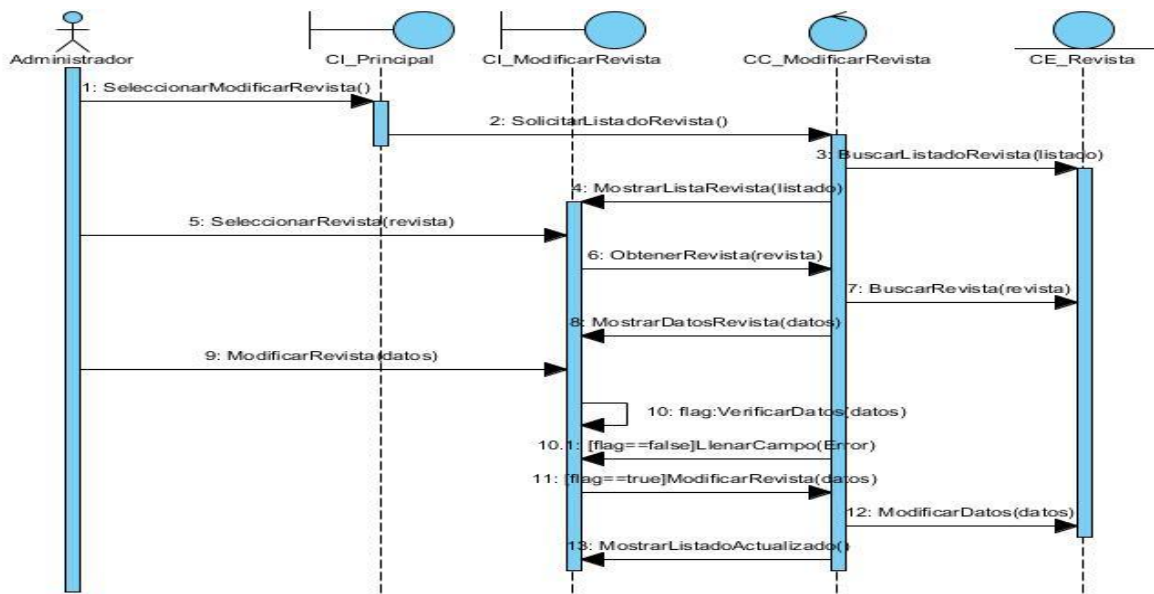 Administrador
CI_Principal
CI_ModificarRevista
CC_ModificarRevista
CE_Revista
1: SeleccionarModificarRevista()
2: SolicitarListadoRevista()
3: BuscarListadoRevista(listado)
4: MostrarListaRevista(listado)
5: SeleccionarRevista(revista)
6: ObtenerRevista(revista)
7: BuscarRevista(revista)
8: MostrarDatosRevista(datos)
9: ModificarRevista(datos)
10: flag:VerificarDatos(datos)
10.1: [flag==false]LlenarCampo(Error)
11: [flag==true]ModificarRevista(datos)
12: ModificarDatos(datos)
13: MostrarListadoActualizado()